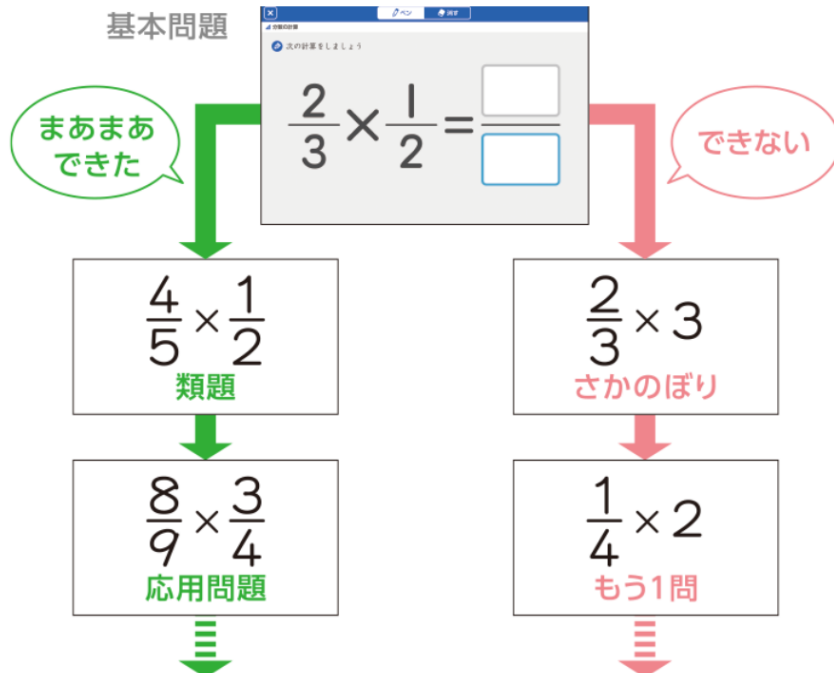 基本問題
ペン
消す
分数の計算
次の計算をしましょう
2/3×1/2=
まあまあ
できた
できない
4/5×1/2
類題
2/3×3
さかのぼり
8/9×3/4
応用問題
1/4×2
もう1問